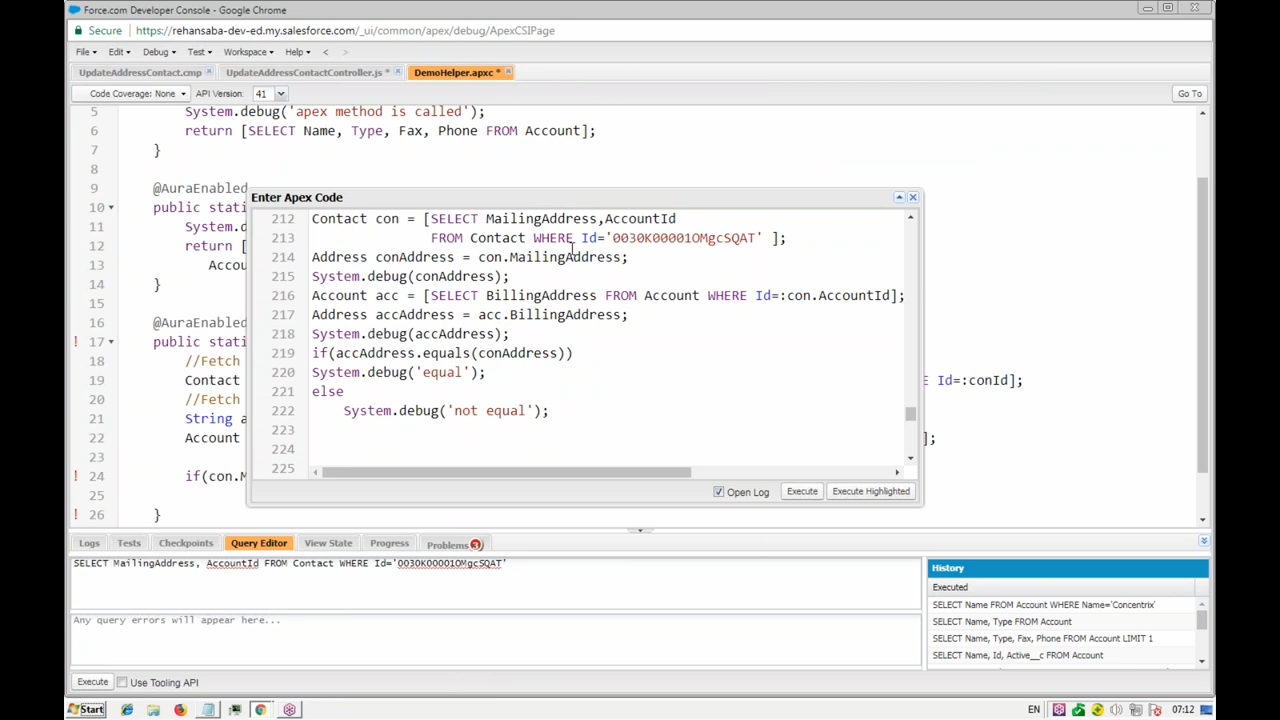 Force.com Developer Console - Google Chrome
Secure https://rehansaba-dev-ed.my.salesforce.com/_ui/common/apex/debug/ApexCSIPage
File Edit Debug Test Workspace Help < >
UpdateAddressContact.cmp UpdateAddressContactController.js * DemoHelper.apxc *
Code Coverage: None API Version: 41 Go To
5 System.debug('apex method is called');
6 return [SELECT Name, Type, Fax, Phone FROM Account];
7 }
8
9 @AuraEnabled
10 public stati
11 System.d
12 return [
13 Accou
14 }
15
16 @AuraEnabled
! 17 public stati
18 //Fetch
19 Contact E Id=:conId];
20 //Fetch
21 String a
22 Account ];
23
! 24 if(con.M
25
! 26 }
Enter Apex Code
212 Contact con = [SELECT MailingAddress,AccountId
213 FROM Contact WHERE Id='0030K00001OMgcSQAT' ];
214 Address conAddress = con.MailingAddress;
215 System.debug(conAddress);
216 Account acc = [SELECT BillingAddress FROM Account WHERE Id=:con.AccountId];
217 Address accAddress = acc.BillingAddress;
218 System.debug(accAddress);
219 if(accAddress.equals(conAddress))
220 System.debug('equal');
221 else
222 System.debug('not equal');
223
224
225
Open Log Execute Execute Highlighted
Logs Tests Checkpoints Query Editor View State Progress Problems 3
SELECT MailingAddress, AccountId FROM Contact WHERE Id='0030K00001OMgcSQAT'
Any query errors will appear here...
History
Executed
SELECT Name FROM Account WHERE Name='Concentrix'
SELECT Name, Type FROM Account
SELECT Name, Type, Fax, Phone FROM Account LIMIT 1
SELECT Name, Id, Active__c FROM Account
Execute Use Tooling API
Start EN 07:12